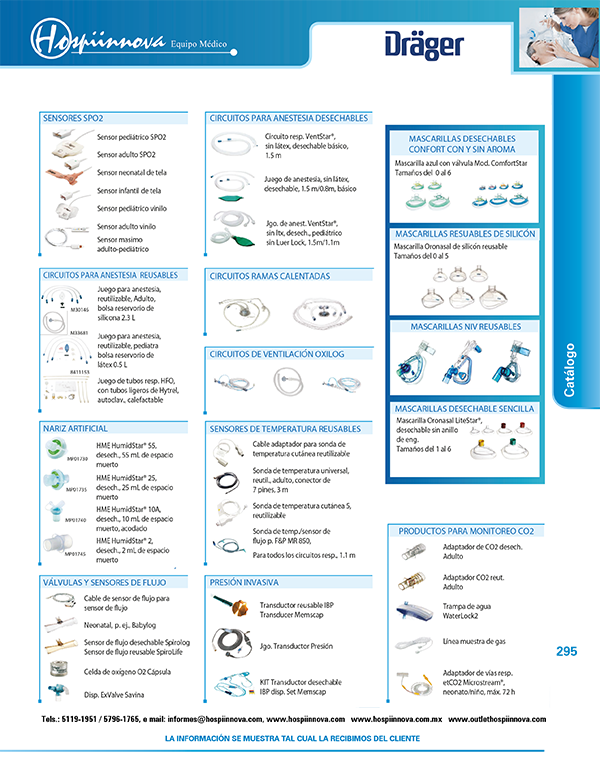 Hospiinnova Equipo Médico
Dräger
SENSORES SPO2
Sensor pediátrico SPO2
Sensor adulto SPO2
Sensor neonatal de tela
Sensor infantil de tela
Sensor pediátrico vinilo
Sensor adulto vinilo
Sensor masimo
adulto-pediátrico
CIRCUITOS PARA ANESTESIA DESECHABLES
Circuito resp. VentStar®,
sin látex, desechable básico,
1.5 m
Juego de anestesia, sin látex,
desechable, 1.5 m/0.8m, básico
Jgo. de anest. VentStar®,
sin ltx, desech., pediátrico
sin Luer Lock, 1.5m/1.1m
MASCARILLAS DESECHABLES
CONFORT CON Y SIN AROMA
Mascarilla azul con válvula Mod. ComfortStar
Tamaños del 0 al 6
MASCARILLAS RESUABLES DE SILICÓN
Mascarilla Oronasal de silicón reusable
Tamaños del 0 al 5
MASCARILLAS NIV REUSABLES
MASCARILLAS DESECHABLE SENCILLA
Mascarilla Oronasal LiteStar®,
desechable sin anillo
de eng.
Tamaños del 1 al 6
CIRCUITOS PARA ANESTESIA REUSABLES
Juego para anestesia,
reutilizable, Adulto,
bolsa reservorio de
silicona 2.3 L
M30146
M33681
Juego para anestesia,
reutilizable, pediatra
bolsa reservorio de
látex 0.5 L
8411153
Juego de tubos resp. HFO,
con tubos ligeros de Hytrel,
autoclav., calefactable
CIRCUITOS RAMAS CALENTADAS
CIRCUITOS DE VENTILACIÓN OXILOG
NARIZ ARTIFICIAL
HME HumidStar® 55,
desech., 55 mL de espacio
muerto
MP01730
HME HumidStar® 25,
desech., 25 mL de espacio
muerto
MP01735
HME HumidStar® 10A,
desech., 10 mL de espacio
muerto, acodado
MP01740
HME HumidStar® 2,
desech., 2 mL de espacio
muerto
MP01745
SENSORES DE TEMPERATURA REUSABLES
Cable adaptador para sonda de
temperatura cutánea reutilizable
Sonda de temperatura universal,
reutil., adulto, conector de
7 pines, 3 m
Sonda de temperatura cutánea S,
reutilizable
Sonda de temp./sensor de
flujo p. F&P MR 850,
Para todos los circuitos resp., 1.1 m
VÁLVULAS Y SENSORES DE FLUJO
Cable de sensor de flujo para
sensor de flujo
Neonatal, p. ej., Babylog
Sensor de flujo desechable Spirolog
Sensor de flujo reusable SpiroLife
Celda de oxígeno O2 Cápsula
Disp. ExValve Savina
PRESIÓN INVASIVA
Transductor reusable IBP
Transducer Memscap
Jgo. Transductor Presión
KIT Transductor desechable
IBP disp. Set Memscap
PRODUCTOS PARA MONITOREO CO2
Adaptador de CO2 desech.
Adulto
Adaptador CO2 reut.
Adulto
Trampa de agua
WaterLock2
Línea muestra de gas
Adaptador de vías resp.
etCO2 Microstream®,
neonato/niño, máx. 72 h
Catálogo
295
Tels.: 5119-1951 / 5796-1765, e mail: informes@hospiinnova.com, www.hospiinnova.com www.hospiinnova.com.mx www.outlethospiinnova.com
LA INFORMACIÓN SE MUESTRA TAL CUAL LA RECIBIMOS DEL CLIENTE